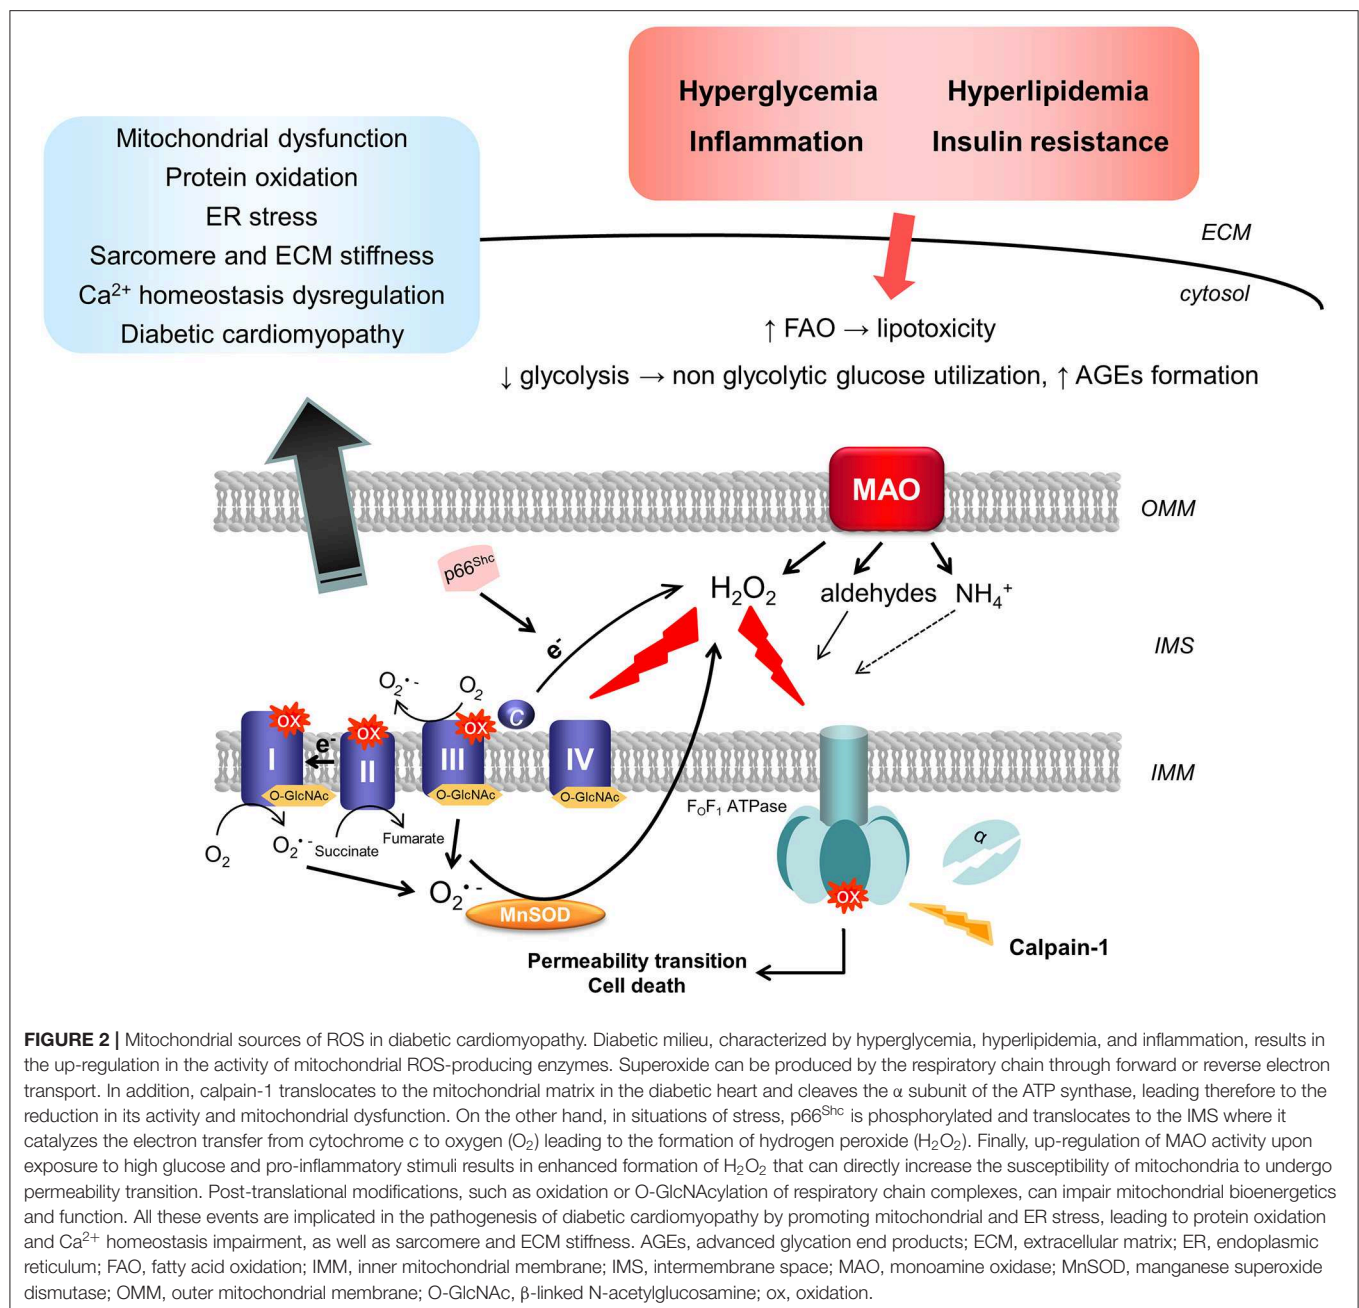 Hyperglycemia Hyperlipidemia
Inflammation Insulin resistance
Mitochondrial dysfunction
Protein oxidation
ER stress
Sarcomere and ECM stiffness
Ca²⁺ homeostasis dysregulation
Diabetic cardiomyopathy
ECM
cytosol
↑ FAO → lipotoxicity
↓ glycolysis → non glycolytic glucose utilization, ↑ AGEs formation
MAO
OMM
p66Shc
H₂O₂
aldehydes NH₄⁺
e⁻
IMS
O₂•⁻ O₂
ox
ox
ox
C
I
e⁻
II
III
IV
IMM
O-GlcNAc
O-GlcNAc
O-GlcNAc
FOF₁ ATPase
O₂
O₂•⁻
Succinate
Fumarate
α
O₂•⁻
MnSOD
ox
Calpain-1
Permeability transition
Cell death
FIGURE 2 | Mitochondrial sources of ROS in diabetic cardiomyopathy. Diabetic milieu, characterized by hyperglycemia, hyperlipidemia, and inflammation, results in
the up-regulation in the activity of mitochondrial ROS-producing enzymes. Superoxide can be produced by the respiratory chain through forward or reverse electron
transport. In addition, calpain-1 translocates to the mitochondrial matrix in the diabetic heart and cleaves the α subunit of the ATP synthase, leading therefore to the
reduction in its activity and mitochondrial dysfunction. On the other hand, in situations of stress, p66Shc is phosphorylated and translocates to the IMS where it
catalyzes the electron transfer from cytochrome c to oxygen (O₂) leading to the formation of hydrogen peroxide (H₂O₂). Finally, up-regulation of MAO activity upon
exposure to high glucose and pro-inflammatory stimuli results in enhanced formation of H₂O₂ that can directly increase the susceptibility of mitochondria to undergo
permeability transition. Post-translational modifications, such as oxidation or O-GlcNAcylation of respiratory chain complexes, can impair mitochondrial bioenergetics
and function. All these events are implicated in the pathogenesis of diabetic cardiomyopathy by promoting mitochondrial and ER stress, leading to protein oxidation
and Ca²⁺ homeostasis impairment, as well as sarcomere and ECM stiffness. AGEs, advanced glycation end products; ECM, extracellular matrix; ER, endoplasmic
reticulum; FAO, fatty acid oxidation; IMM, inner mitochondrial membrane; IMS, intermembrane space; MAO, monoamine oxidase; MnSOD, manganese superoxide
dismutase; OMM, outer mitochondrial membrane; O-GlcNAc, β-linked N-acetylglucosamine; ox, oxidation.